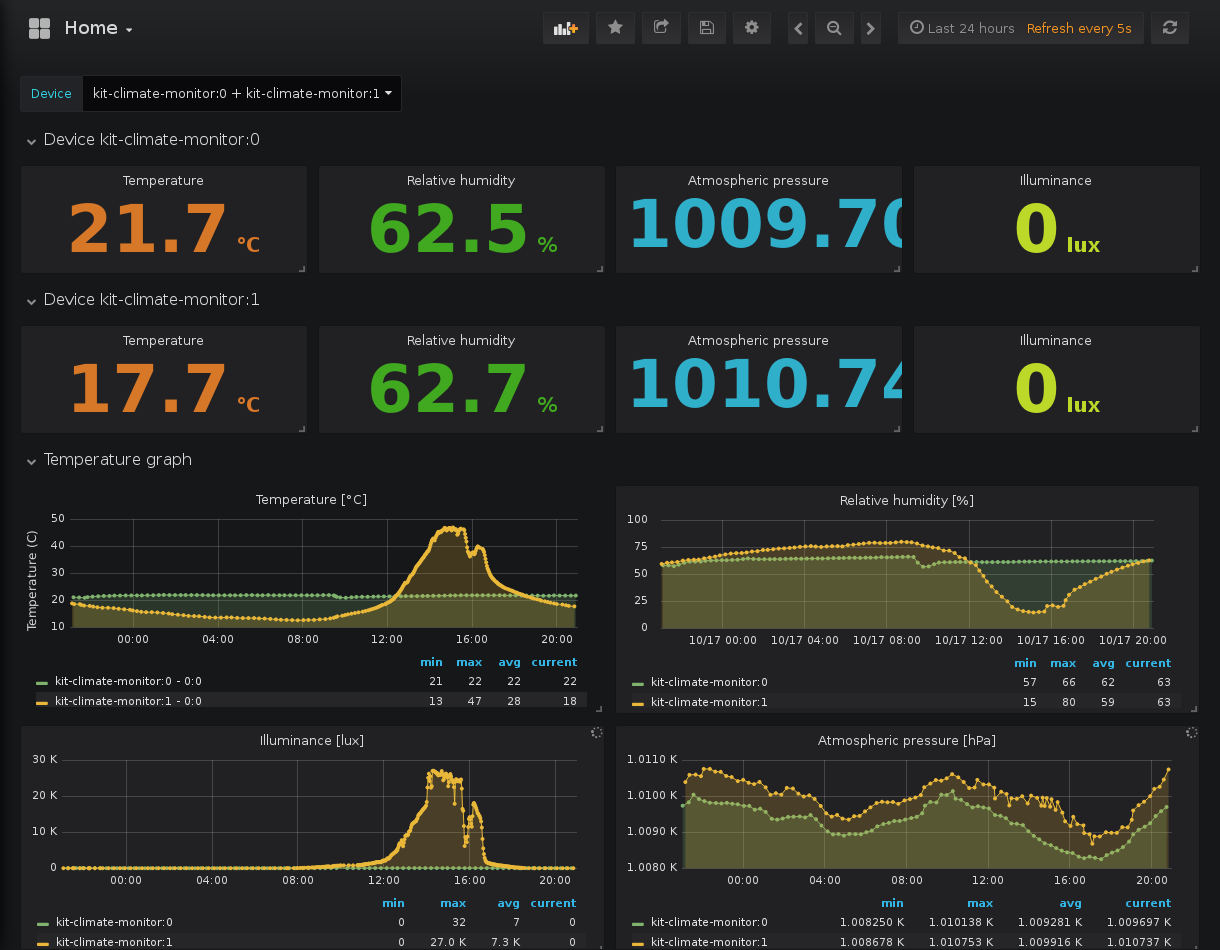 Home
Last 24 hours Refresh every 5s
Device kit-climate-monitor:0 + kit-climate-monitor:1
Device kit-climate-monitor:0
Temperature Relative humidity Atmospheric pressure Illuminance
21.7 °C 62.5 % 1009.70 0 lux
Device kit-climate-monitor:1
Temperature Relative humidity Atmospheric pressure Illuminance
17.7 °C 62.7 % 1010.74 0 lux
Temperature graph
Temperature [°C]
Temperature (C)
50
40
30
20
10
00:00 04:00 08:00 12:00 16:00 20:00
min max avg current
kit-climate-monitor:0 - 0:0 21 22 22 22
kit-climate-monitor:1 - 0:0 13 47 28 18
Relative humidity [%]
100
75
50
25
0
10/17 00:00 10/17 04:00 10/17 08:00 10/17 12:00 10/17 16:00 10/17 20:00
min max avg current
kit-climate-monitor:0 57 66 62 63
kit-climate-monitor:1 15 80 59 63
Illuminance [lux]
30 K
20 K
10 K
0
00:00 04:00 08:00 12:00 16:00 20:00
min max avg current
kit-climate-monitor:0 0 32 7 0
kit-climate-monitor:1 0 27.0 K 7.3 K 0
Atmospheric pressure [hPa]
1.0110 K
1.0100 K
1.0090 K
1.0080 K
00:00 04:00 08:00 12:00 16:00 20:00
min max avg current
kit-climate-monitor:0 1.008250 K 1.010138 K 1.009281 K 1.009697 K
kit-climate-monitor:1 1.008678 K 1.010753 K 1.009916 K 1.010737 K